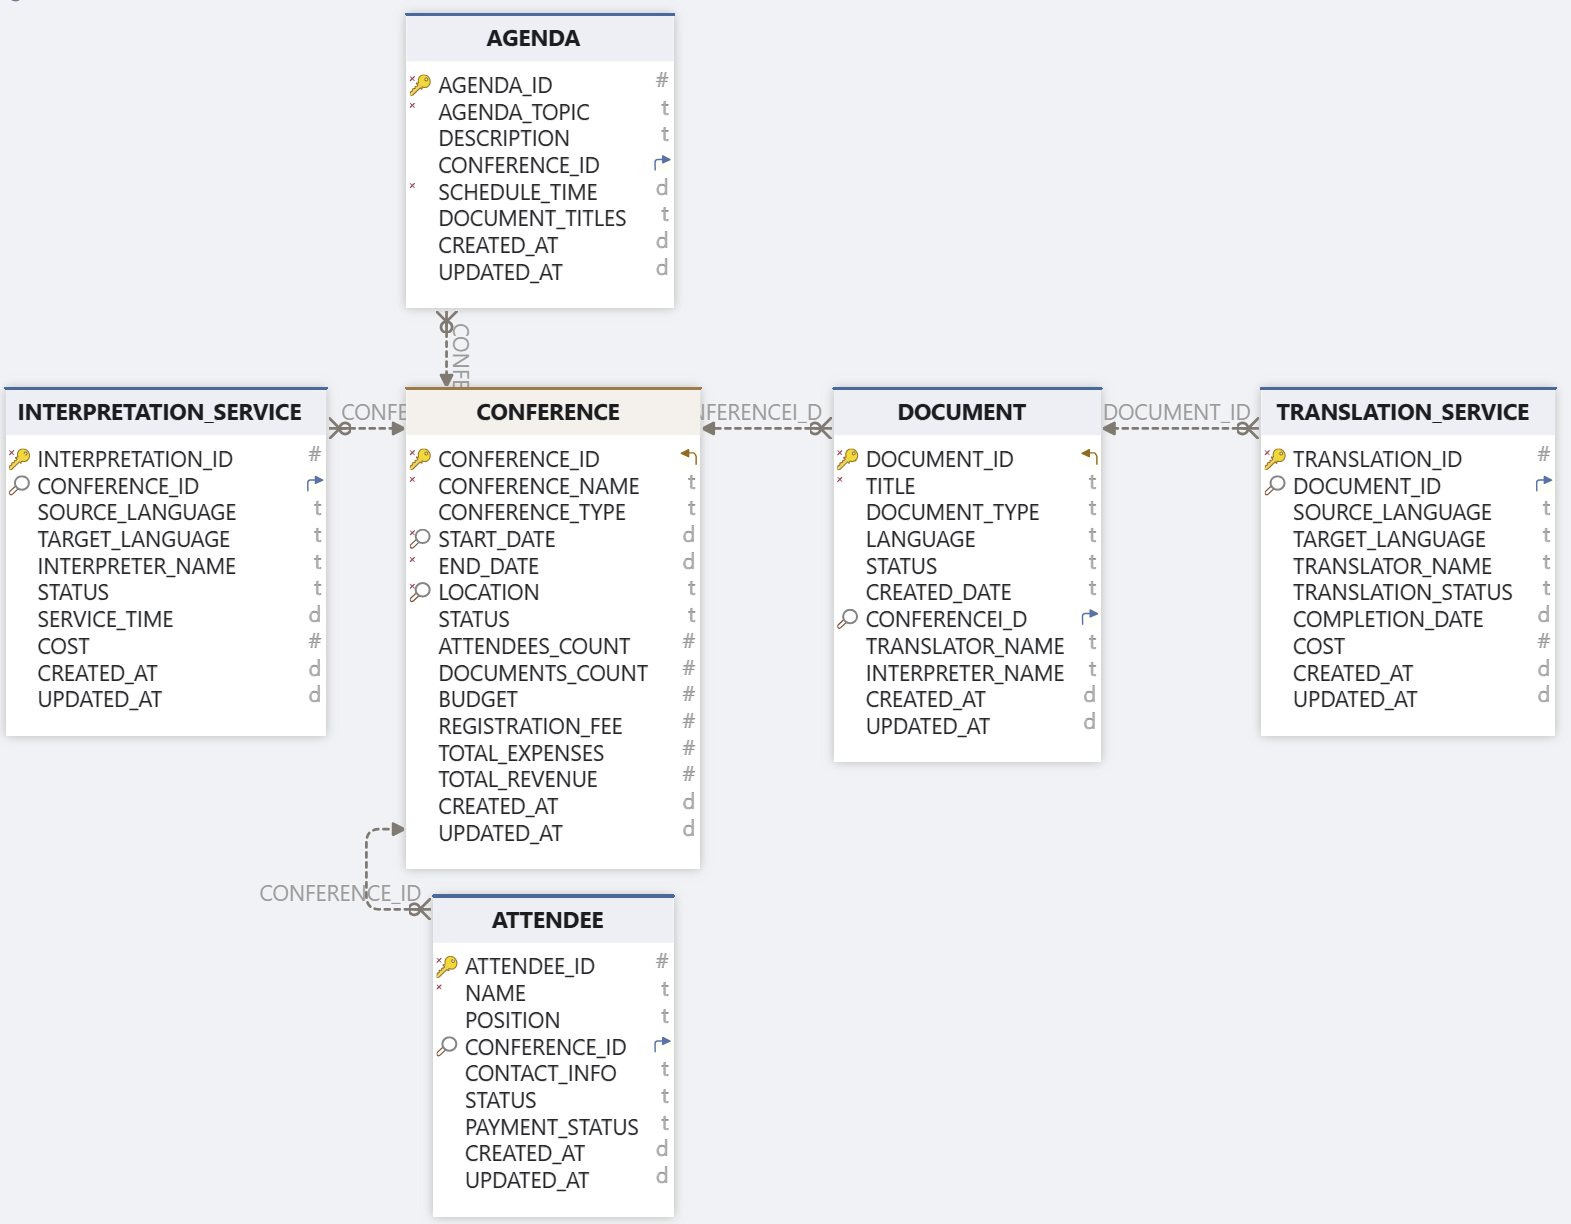 AGENDA
AGENDA_ID #
AGENDA_TOPIC t
DESCRIPTION t
CONFERENCE_ID
SCHEDULE_TIME d
DOCUMENT_TITLES t
CREATED_AT d
UPDATED_AT d
CONFE
INTERPRETATION_SERVICE
INTERPRETATION_ID #
CONFERENCE_ID
SOURCE_LANGUAGE t
TARGET_LANGUAGE t
INTERPRETER_NAME t
STATUS t
SERVICE_TIME d
COST #
CREATED_AT d
UPDATED_AT d
CONFE
CONFERENCE
CONFERENCE_ID
CONFERENCE_NAME t
CONFERENCE_TYPE t
START_DATE d
END_DATE d
LOCATION t
STATUS t
ATTENDEES_COUNT #
DOCUMENTS_COUNT #
BUDGET #
REGISTRATION_FEE #
TOTAL_EXPENSES #
TOTAL_REVENUE #
CREATED_AT d
UPDATED_AT d
NFERENCEI_D
DOCUMENT
DOCUMENT_ID
TITLE t
DOCUMENT_TYPE t
LANGUAGE t
STATUS t
CREATED_DATE t
CONFERENCEI_D
TRANSLATOR_NAME t
INTERPRETER_NAME t
CREATED_AT d
UPDATED_AT d
DOCUMENT_ID
TRANSLATION_SERVICE
TRANSLATION_ID #
DOCUMENT_ID
SOURCE_LANGUAGE t
TARGET_LANGUAGE t
TRANSLATOR_NAME t
TRANSLATION_STATUS t
COMPLETION_DATE d
COST #
CREATED_AT d
UPDATED_AT d
CONFERENCE_ID
ATTENDEE
ATTENDEE_ID #
NAME t
POSITION t
CONFERENCE_ID
CONTACT_INFO t
STATUS t
PAYMENT_STATUS t
CREATED_AT d
UPDATED_AT d